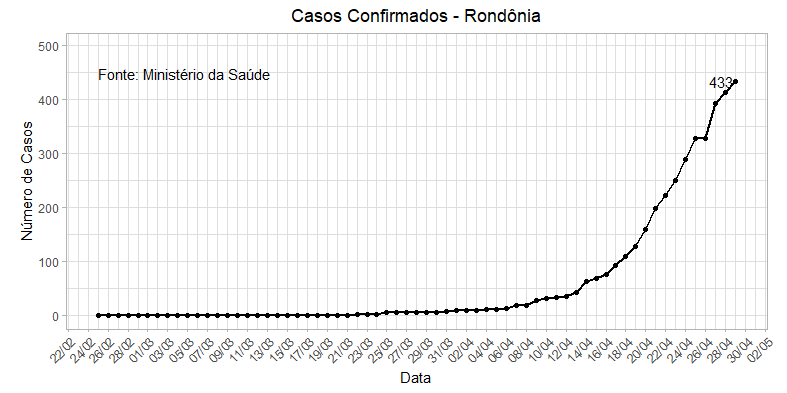 Casos Confirmados - Rondônia
500
Fonte: Ministério da Saúde
433
400
300
200
100
0
Número de Casos
22/02 24/02 26/02 28/02 01/03 03/03 05/03 07/03 09/03 11/03 13/03 15/03 17/03 19/03 21/03 23/03 25/03 27/03 29/03 31/03 02/04 04/04 06/04 08/04 10/04 12/04 14/04 16/04 18/04 20/04 22/04 24/04 26/04 28/04 30/04 02/05
Data